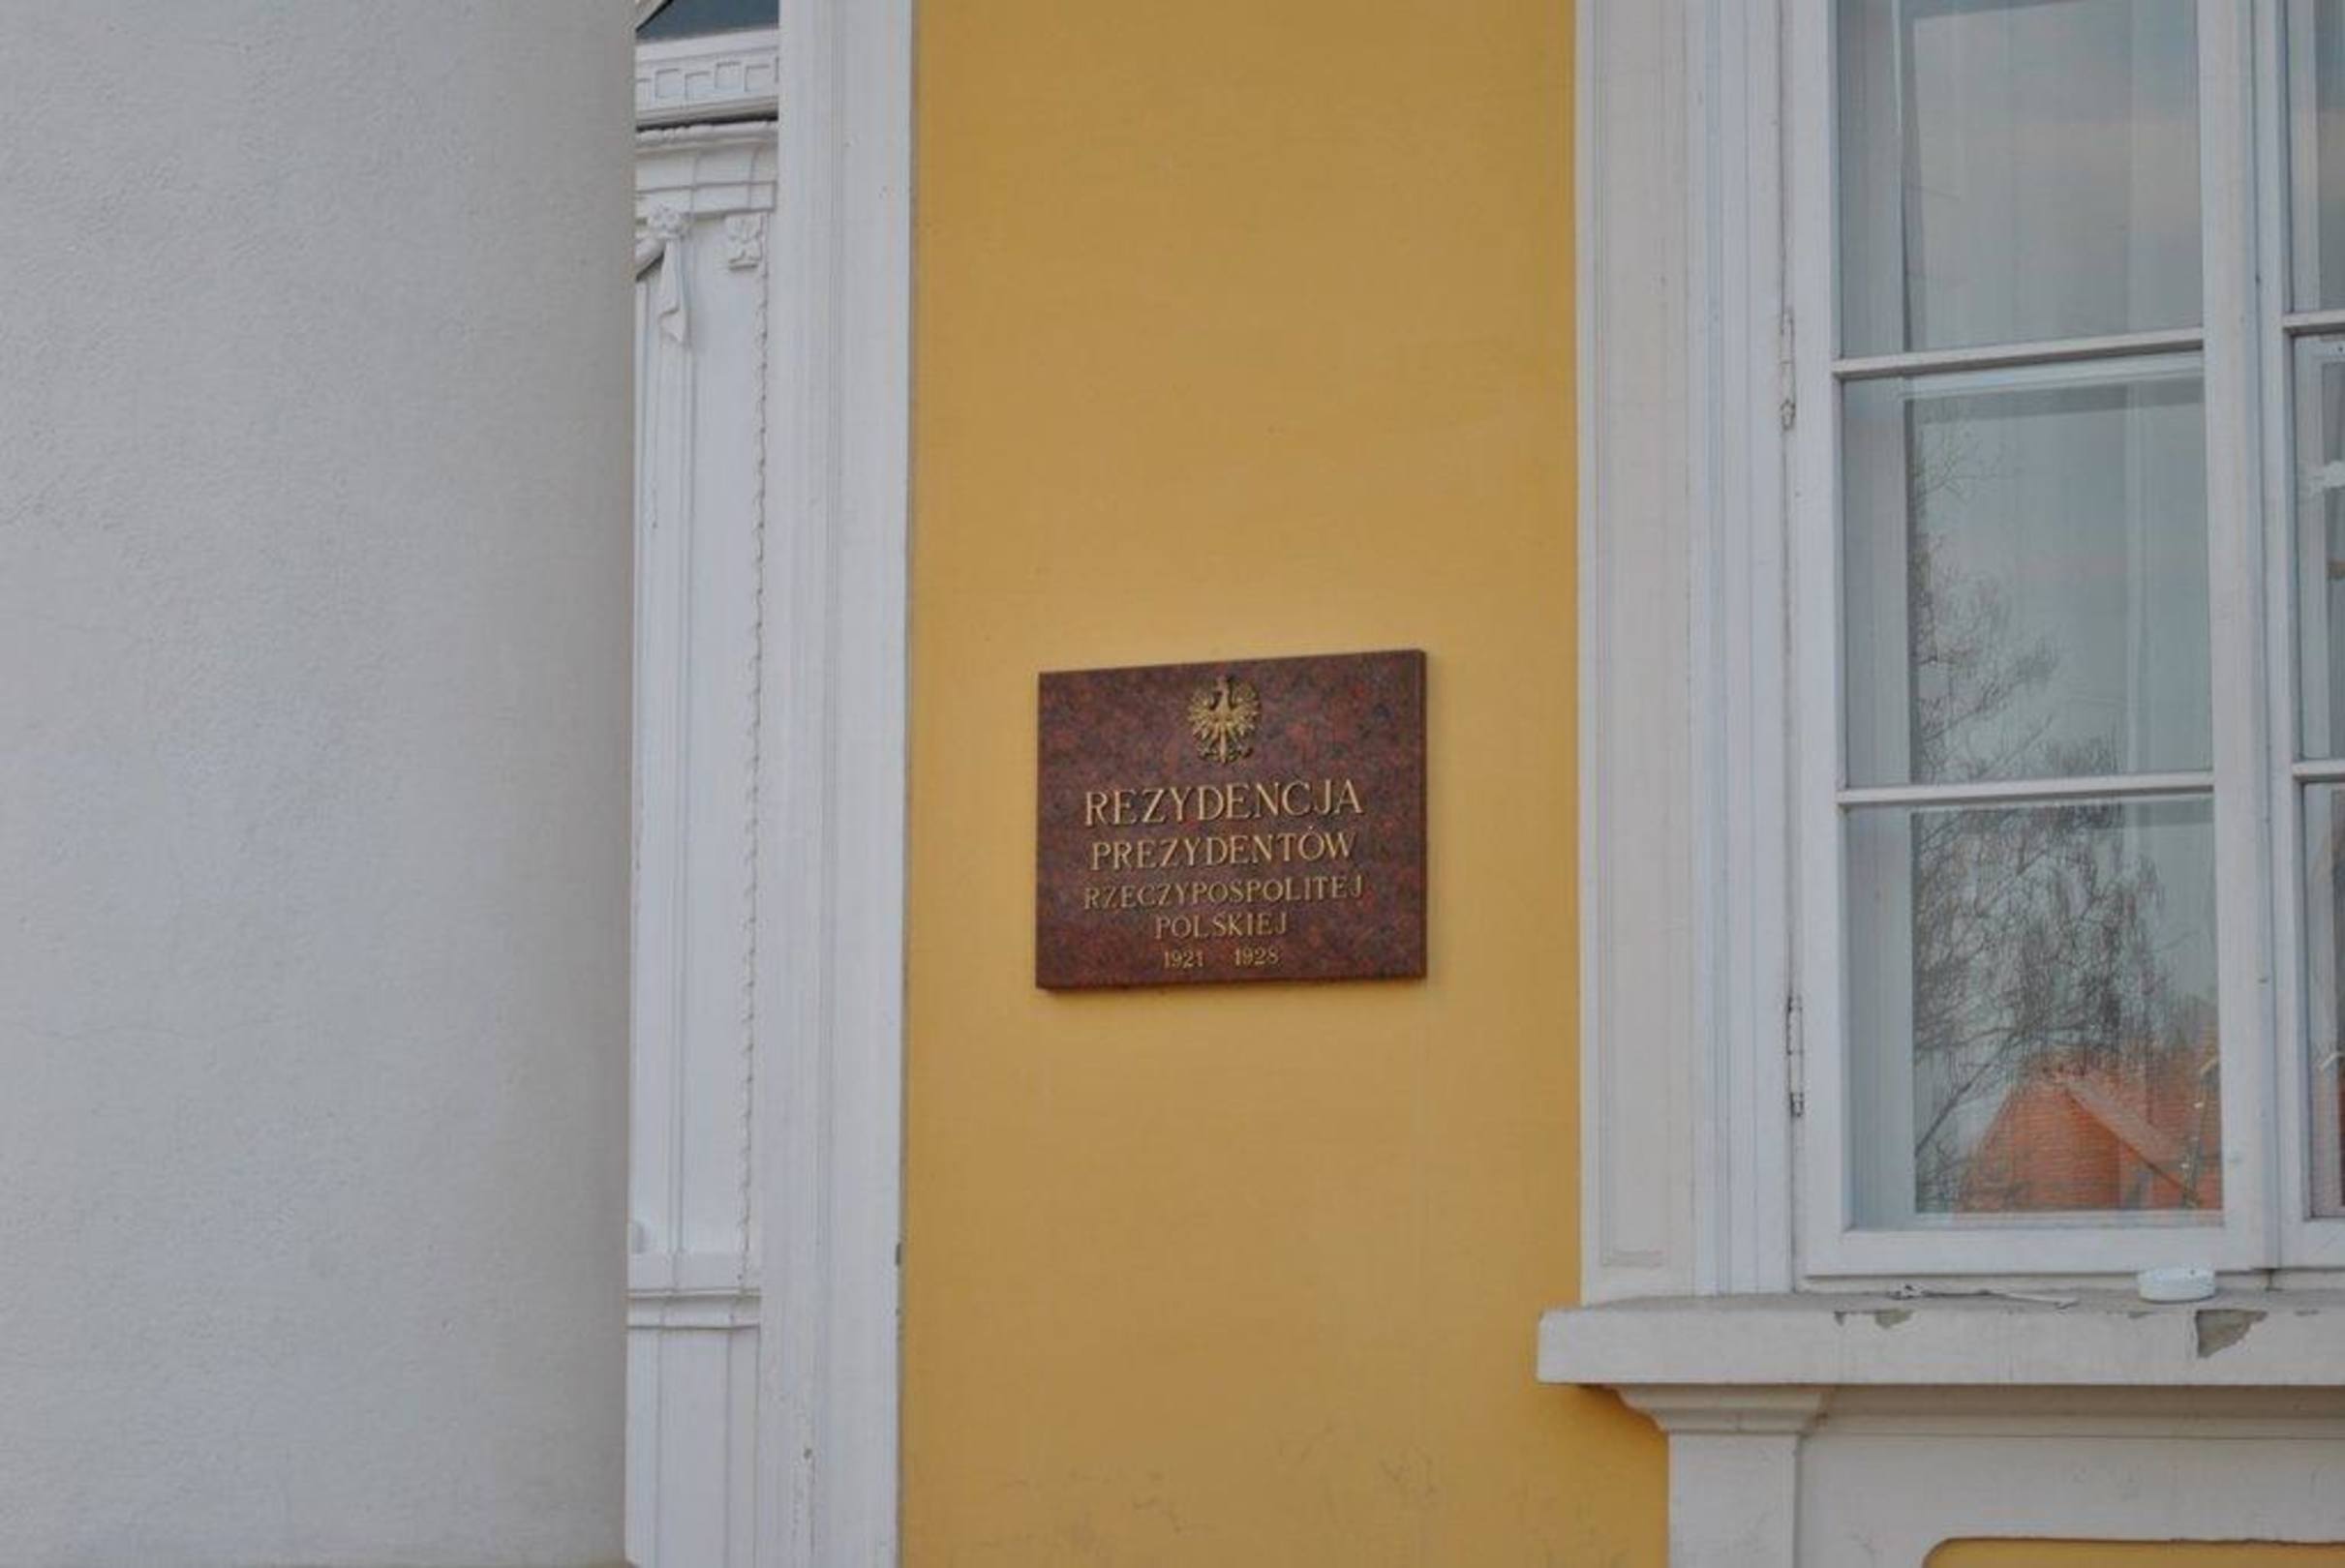 REZYDENCJA
PREZYDENTÓW
RZECZYPOSPOLITEJ
POLSKIEJ
1921 1928